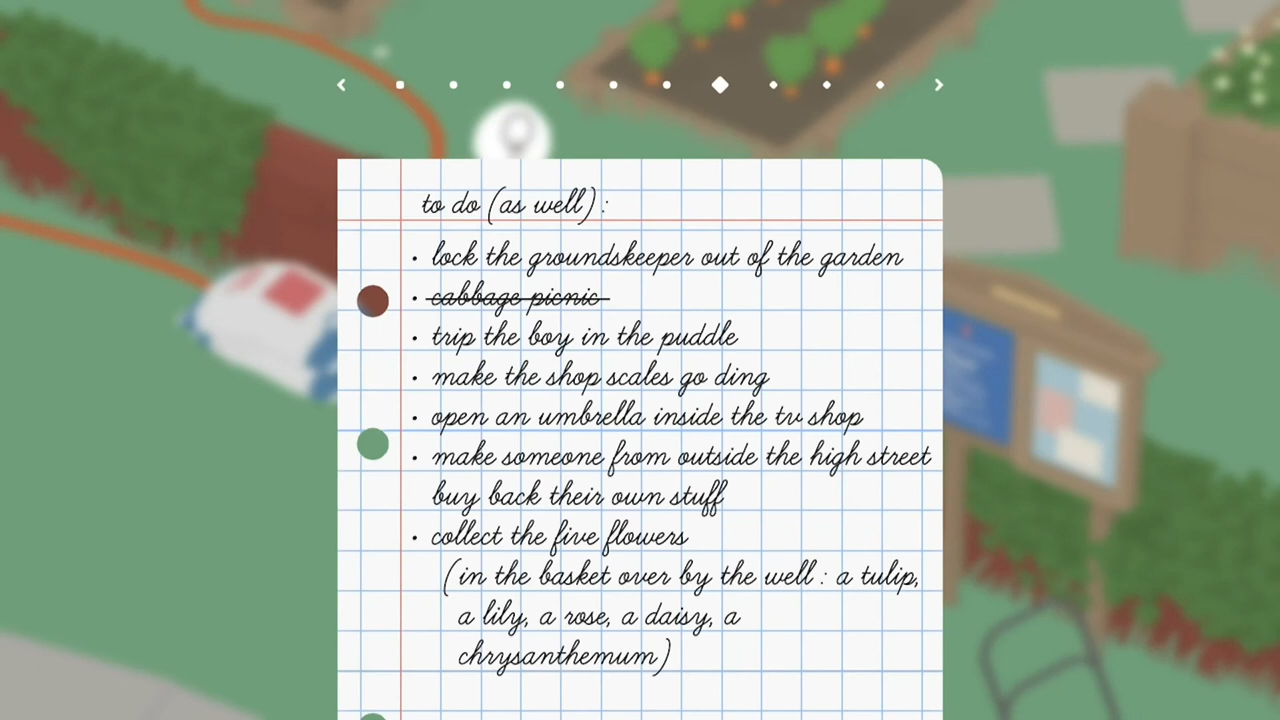 to do (as well) :
• lock the groundskeeper out of the garden
• cabbage picnic
• trip the boy in the puddle
• make the shop scales go ding
• open an umbrella inside the tv shop
• make someone from outside the high street
buy back their own stuff
• collect the five flowers
(in the basket over by the well : a tulip,
a lily, a rose, a daisy, a
chrysanthemum)